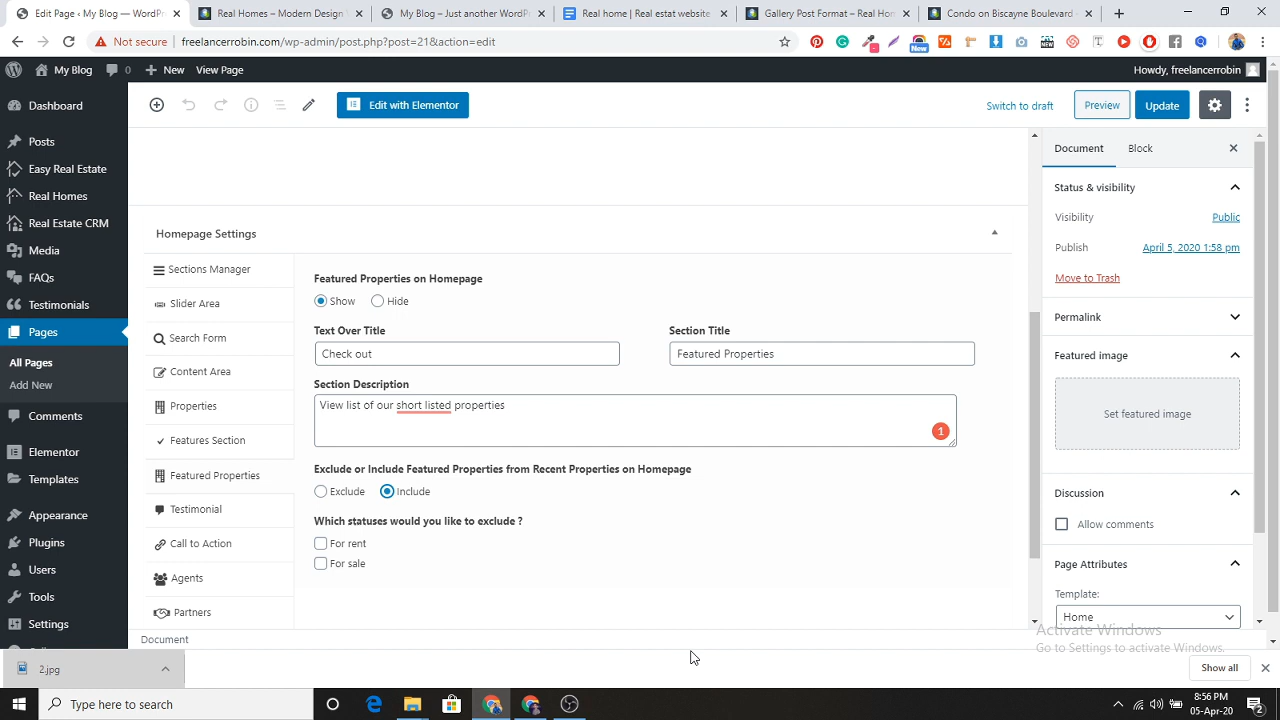 Edit Page ‹ My Blog — WordPr
Real Homes – Modern Design W
My Blog – Just another WordPr
Real home | Real estat website
Gallery Post Format – Real Hom
Condo on Biscayne Boulevard
Not secure
freelancerrobin.com/wp-admin/post.php?post=21&action=edit
New
NEW
My Blog
0
New
View Page
Howdy, freelancerrobin
Dashboard
Posts
Easy Real Estate
Real Homes
Real Estate CRM
Media
FAQs
Testimonials
Pages
All Pages
Add New
Comments
Elementor
Templates
Appearance
Plugins
Users
Tools
Settings
Edit with Elementor
Switch to draft
Preview
Update
Homepage Settings
Sections Manager
Slider Area
Search Form
Content Area
Properties
Features Section
Featured Properties
Testimonial
Call to Action
Agents
Partners
Featured Properties on Homepage
Show
Hide
Text Over Title
Section Title
Check out
Featured Properties
Section Description
View list of our short listed properties
1
Exclude or Include Featured Properties from Recent Properties on Homepage
Exclude
Include
Which statuses would you like to exclude ?
For rent
For sale
Document
Document
Block
Status & visibility
Visibility
Public
Publish
April 5, 2020 1:58 pm
Move to Trash
Permalink
Featured image
Set featured image
Discussion
Allow comments
Page Attributes
Template:
Home
Activate Windows
Go to Settings to activate Windows.
2.jpg
Show all
Type here to search
8:56 PM
05-Apr-20
2